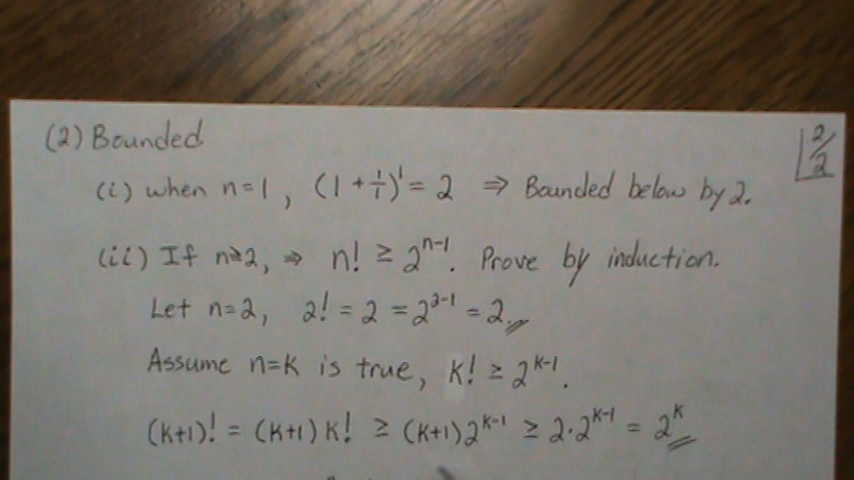 (2) Bounded
2/2
(i) when n=1, (1 + 1/1)^1 = 2 ⇒ Bounded below by 2.
(ii) If n≥2, ⇒ n! ≥ 2^{n-1}. Prove by induction.
Let n=2, 2! = 2 = 2^{2-1} = 2.
Assume n=k is true, k! ≥ 2^{k-1}.
(k+1)! = (k+1) k! ≥ (k+1) 2^{k-1} ≥ 2·2^{k-1} = 2^k